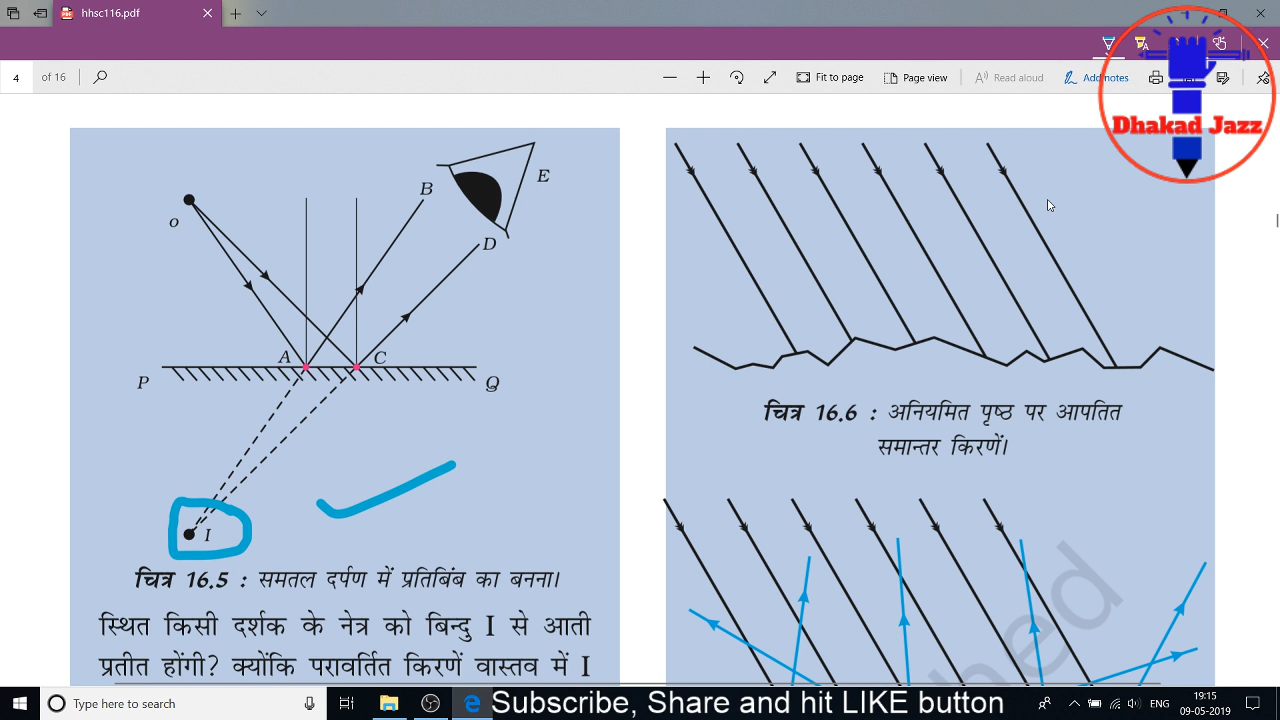 hhsc116.pdf
4 of 16
Fit to page
Page view
Read aloud
Add notes
Dhakad Jazz
o
B
E
D
A
C
P
Q
I
चित्र 16.5 : समतल दर्पण में प्रतिबिंब का बनना।
स्थित किसी दर्शक के नेत्र को बिन्दु I से आती
प्रतीत होंगी? क्योंकि परावर्तित किरणें वास्तव में I
चित्र 16.6 : अनियमित पृष्ठ पर आपतित
समान्तर किरणें।
hed
Type here to search
Subscribe, Share and hit LIKE button
ENG
19:15
09-05-2019